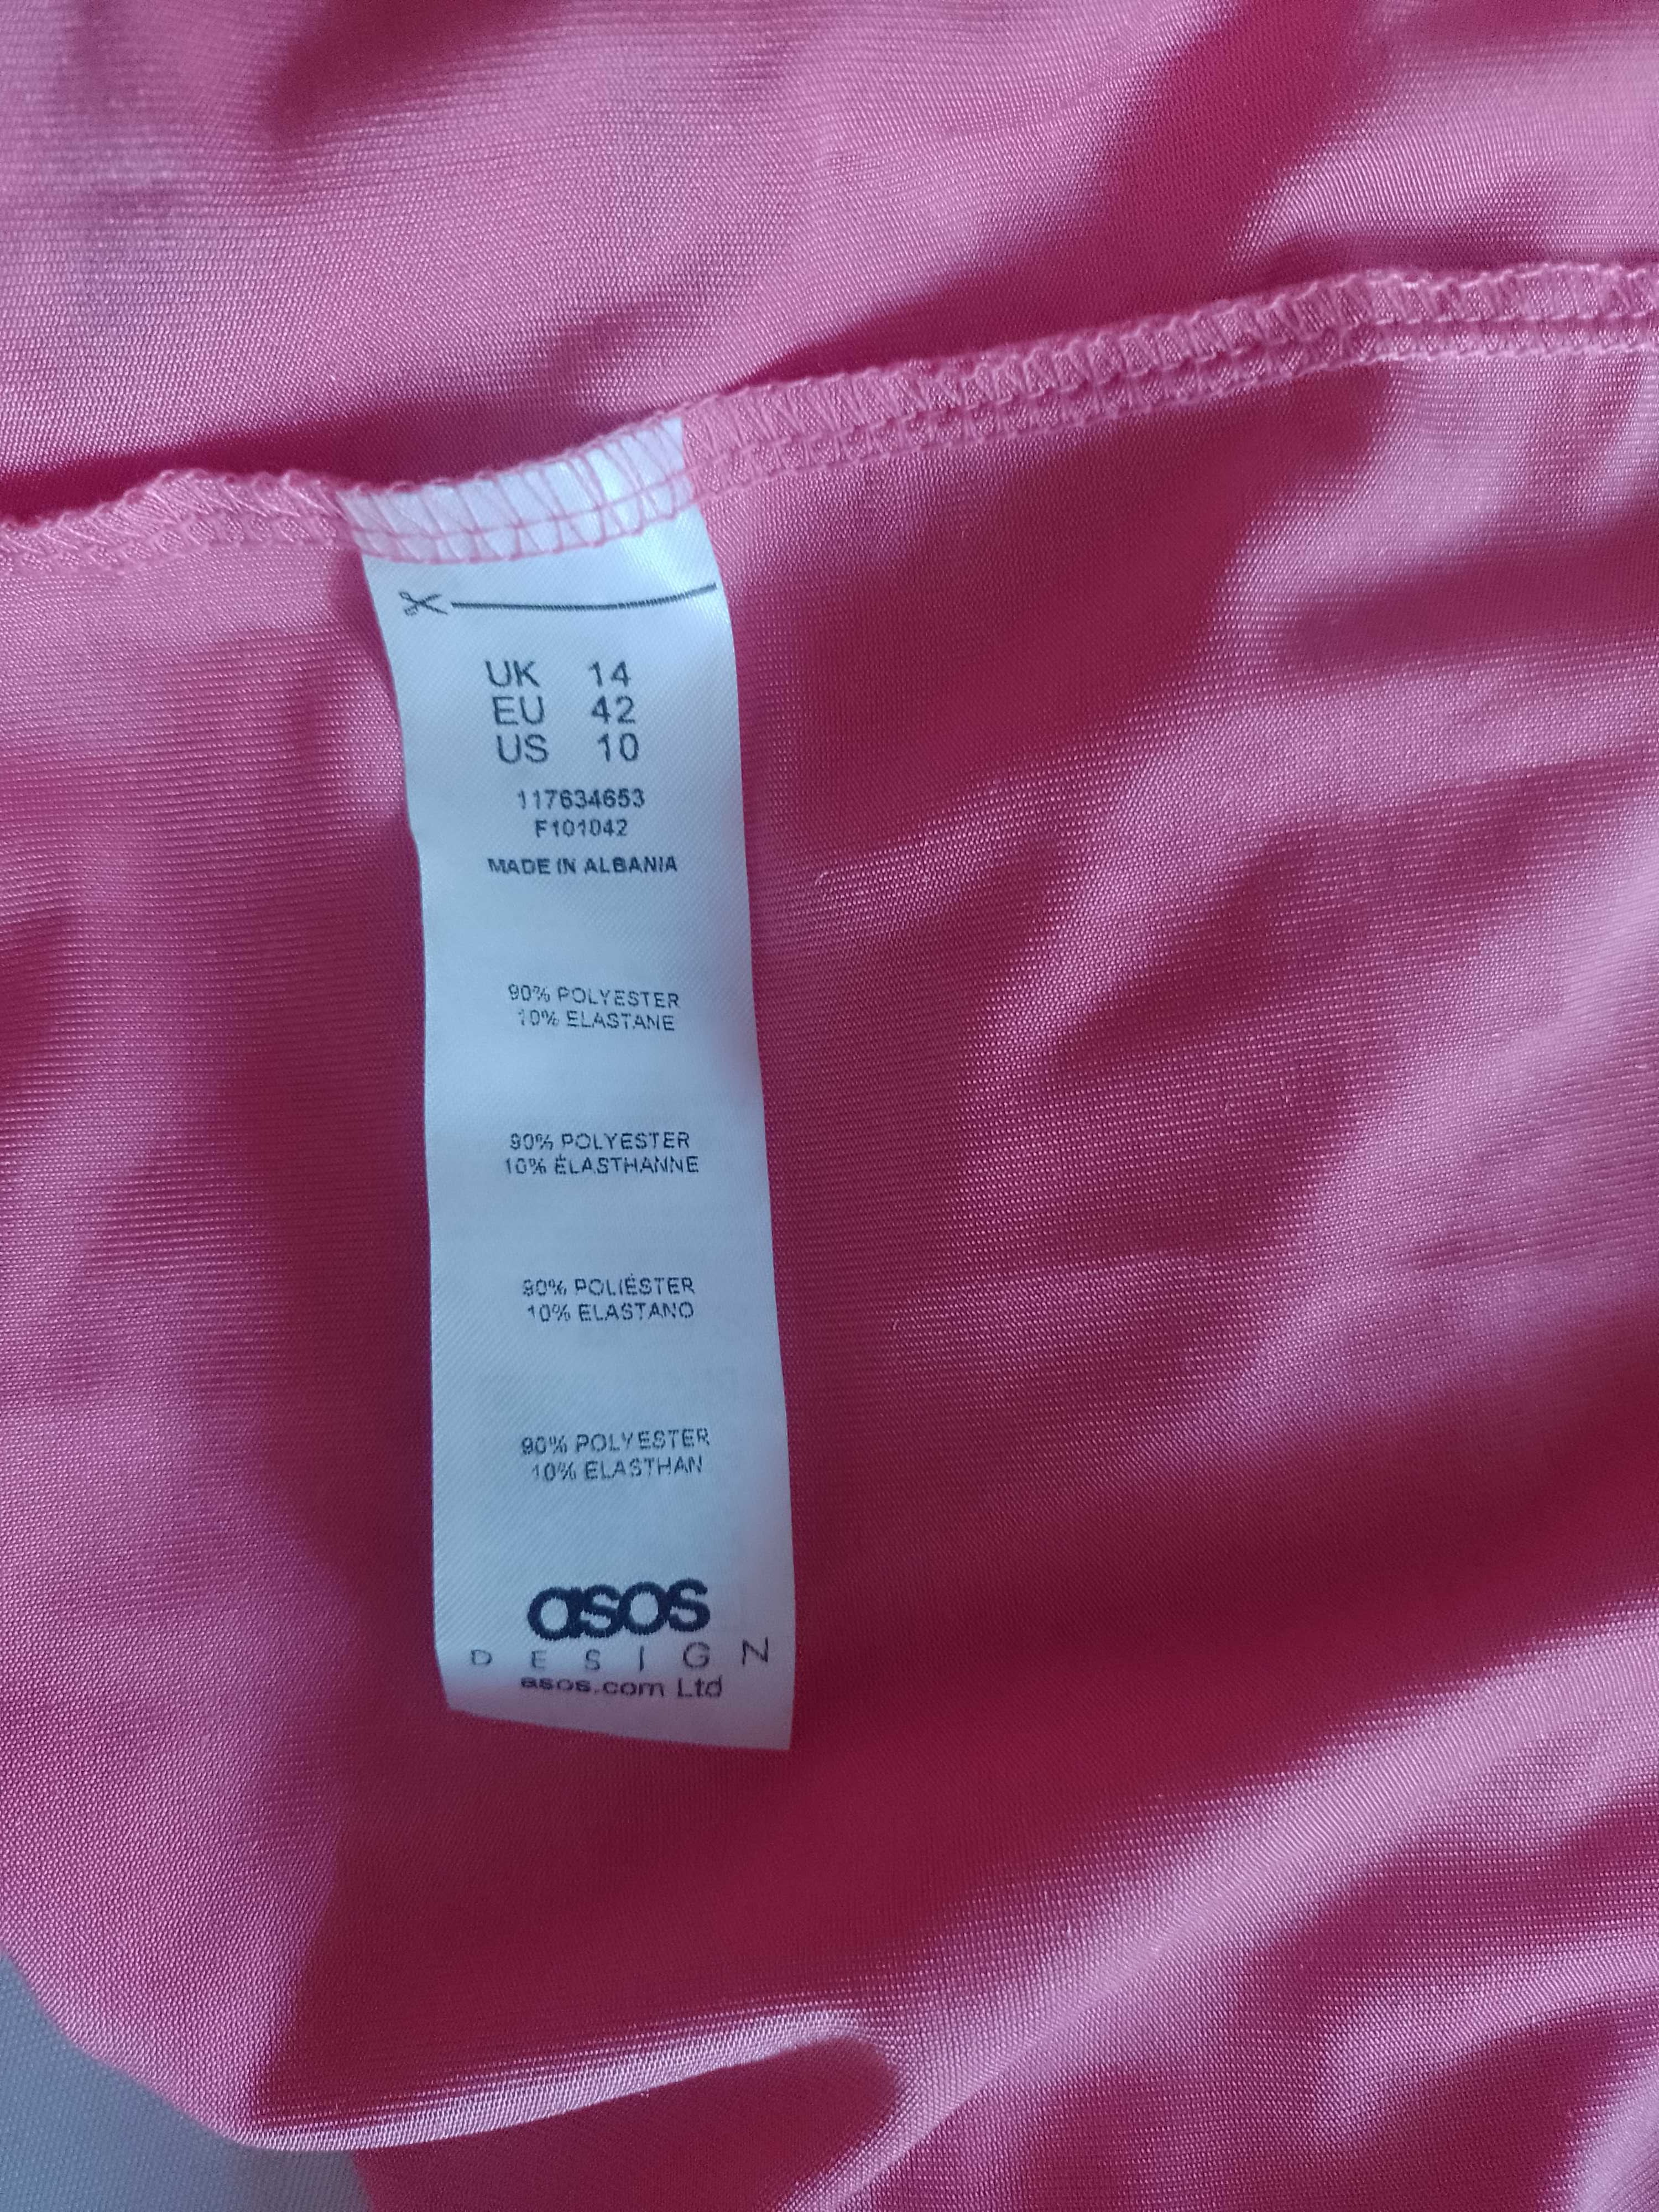 UK 14
EU 42
US 10
117634653
F101042
MADE IN ALBANIA
90% POLYESTER
10% ELASTANE
90% POLYESTER
10% ÉLASTHANNE
90% POLIÉSTER
10% ELASTANO
90% POLYESTER
10% ELASTHAN
asos
DESIGN
asos.com Ltd